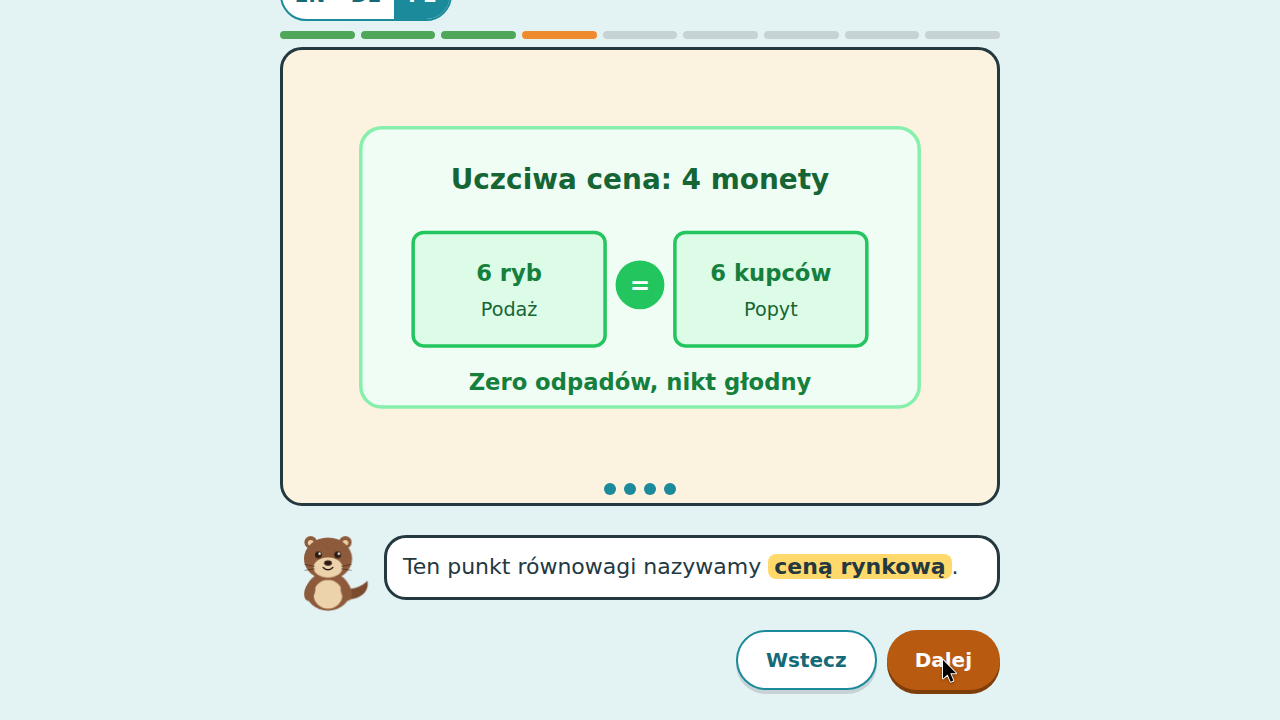 Uczciwa cena: 4 monety
6 ryb
Podaż
=
6 kupców
Popyt
Zero odpadów, nikt głodny
Ten punkt równowagi nazywamy ceną rynkową.
Wstecz
Dalej